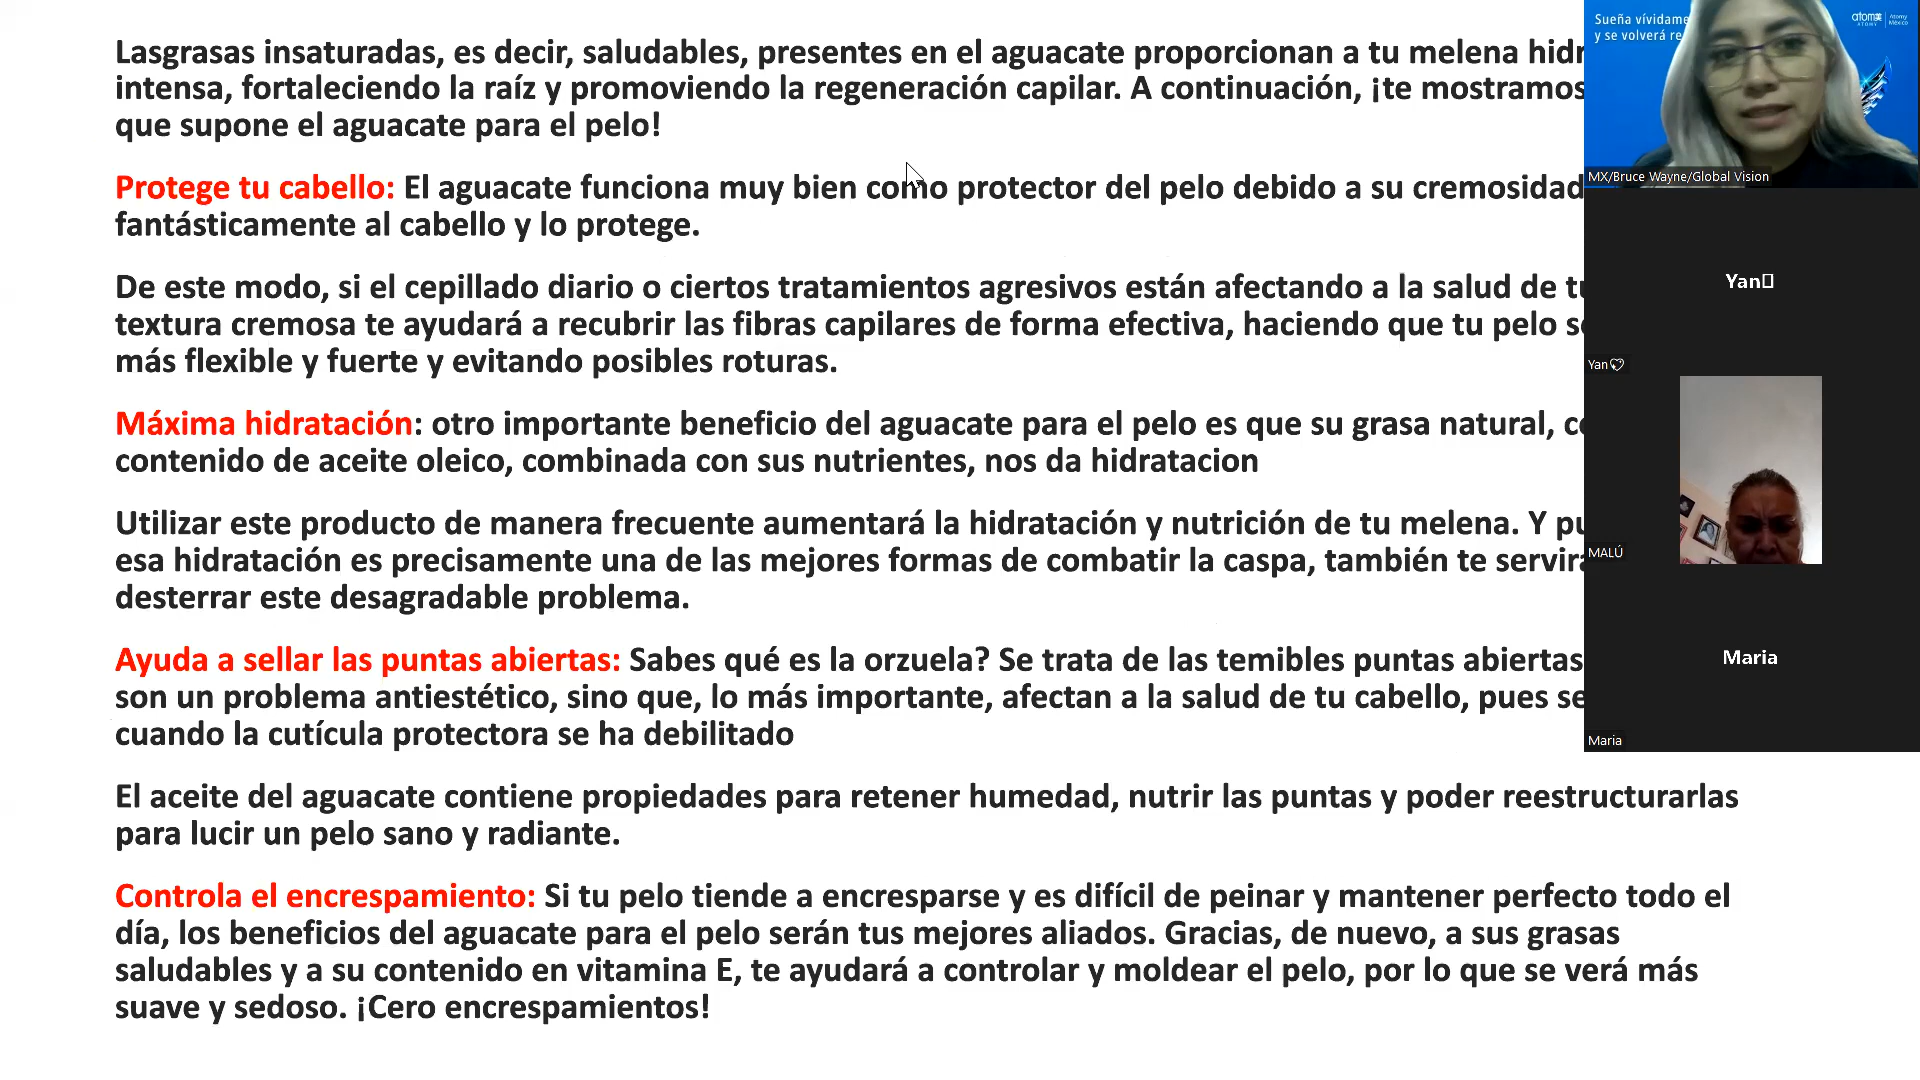 Lasgrasas insaturadas, es decir, saludables, presentes en el aguacate proporcionan a tu melena
intensa, fortaleciendo la raíz y promoviendo la regeneración capilar. A continuación, ¡te mostramos
que supone el aguacate para el pelo!
Protege tu cabello: El aguacate funciona muy bien como protector del pelo debido a su cremosidad
fantásticamente al cabello y lo protege.
De este modo, si el cepillado diario o ciertos tratamientos agresivos están afectando a la salud de
textura cremosa te ayudará a recubrir las fibras capilares de forma efectiva, haciendo que tu pelo
más flexible y fuerte y evitando posibles roturas.
Máxima hidratación: otro importante beneficio del aguacate para el pelo es que su grasa natural,
contenido de aceite oleico, combinada con sus nutrientes, nos da hidratacion
Utilizar este producto de manera frecuente aumentará la hidratación y nutrición de tu melena. Y
esa hidratación es precisamente una de las mejores formas de combatir la caspa, también te
desterrar este desagradable problema.
Ayuda a sellar las puntas abiertas: Sabes qué es la orzuela? Se trata de las temibles puntas abiertas
son un problema antiestético, sino que, lo más importante, afectan a la salud de tu cabello, pues
cuando la cutícula protectora se ha debilitado
El aceite del aguacate contiene propiedades para retener humedad, nutrir las puntas y poder reestructurarlas
para lucir un pelo sano y radiante.
Controla el encrespamiento: Si tu pelo tiende a encresparse y es difícil de peinar y mantener perfecto todo el
día, los beneficios del aguacate para el pelo serán tus mejores aliados. Gracias, de nuevo, a sus grasas
saludables y a su contenido en vitamina E, te ayudará a controlar y moldear el pelo, por lo que se verá más
suave y sedoso. ¡Cero encrespamientos!
Sueña
y se volverá
Atomy
México
MX/Bruce Wayne/Global Vision
Yan
Yan
MALÚ
Maria
Maria